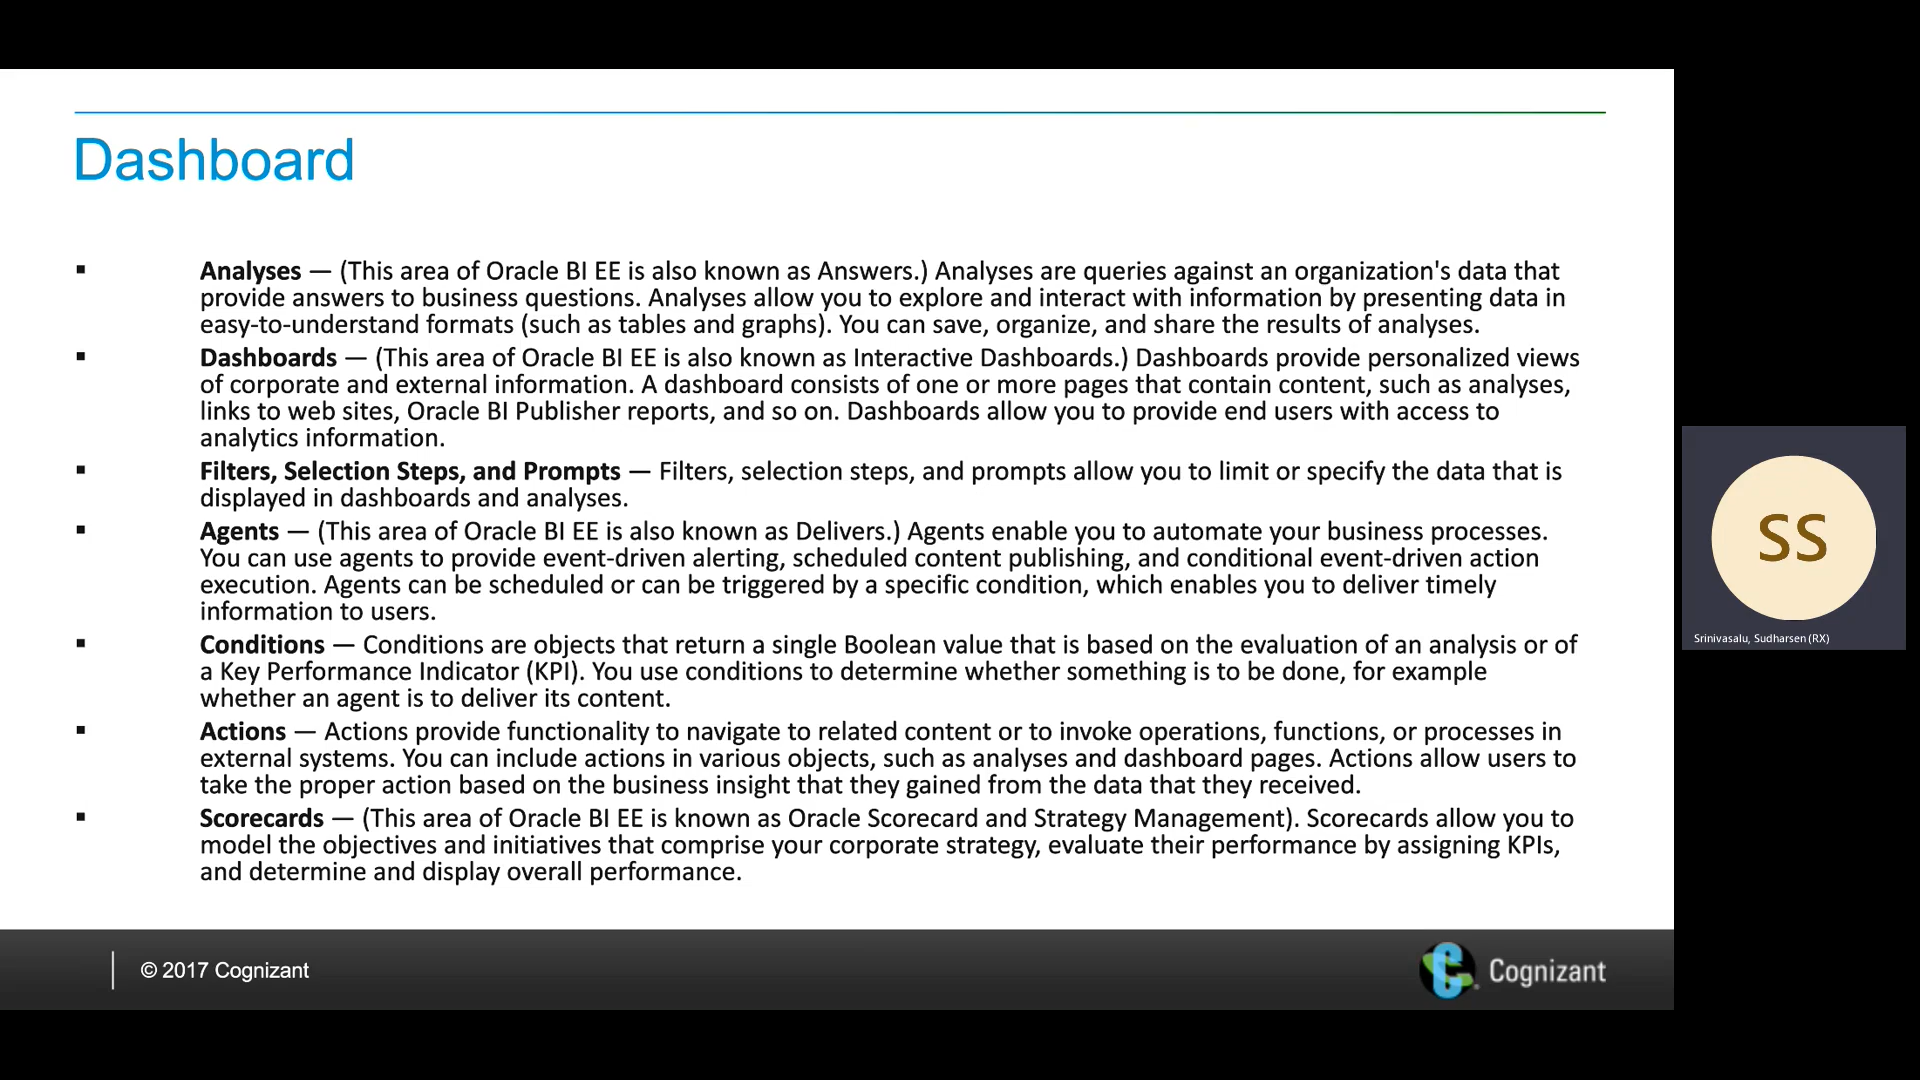 Dashboard
▪ Analyses — (This area of Oracle BI EE is also known as Answers.) Analyses are queries against an organization's data that
provide answers to business questions. Analyses allow you to explore and interact with information by presenting data in
easy-to-understand formats (such as tables and graphs). You can save, organize, and share the results of analyses.
▪ Dashboards — (This area of Oracle BI EE is also known as Interactive Dashboards.) Dashboards provide personalized views
of corporate and external information. A dashboard consists of one or more pages that contain content, such as analyses,
links to web sites, Oracle BI Publisher reports, and so on. Dashboards allow you to provide end users with access to
analytics information.
▪ Filters, Selection Steps, and Prompts — Filters, selection steps, and prompts allow you to limit or specify the data that is
displayed in dashboards and analyses.
▪ Agents — (This area of Oracle BI EE is also known as Delivers.) Agents enable you to automate your business processes.
You can use agents to provide event-driven alerting, scheduled content publishing, and conditional event-driven action
execution. Agents can be scheduled or can be triggered by a specific condition, which enables you to deliver timely
information to users.
▪ Conditions — Conditions are objects that return a single Boolean value that is based on the evaluation of an analysis or of
a Key Performance Indicator (KPI). You use conditions to determine whether something is to be done, for example
whether an agent is to deliver its content.
▪ Actions — Actions provide functionality to navigate to related content or to invoke operations, functions, or processes in
external systems. You can include actions in various objects, such as analyses and dashboard pages. Actions allow users to
take the proper action based on the business insight that they gained from the data that they received.
▪ Scorecards — (This area of Oracle BI EE is known as Oracle Scorecard and Strategy Management). Scorecards allow you to
model the objectives and initiatives that comprise your corporate strategy, evaluate their performance by assigning KPIs,
and determine and display overall performance.
© 2017 Cognizant
Cognizant
SS
Srinivasalu, Sudharsen (RX)